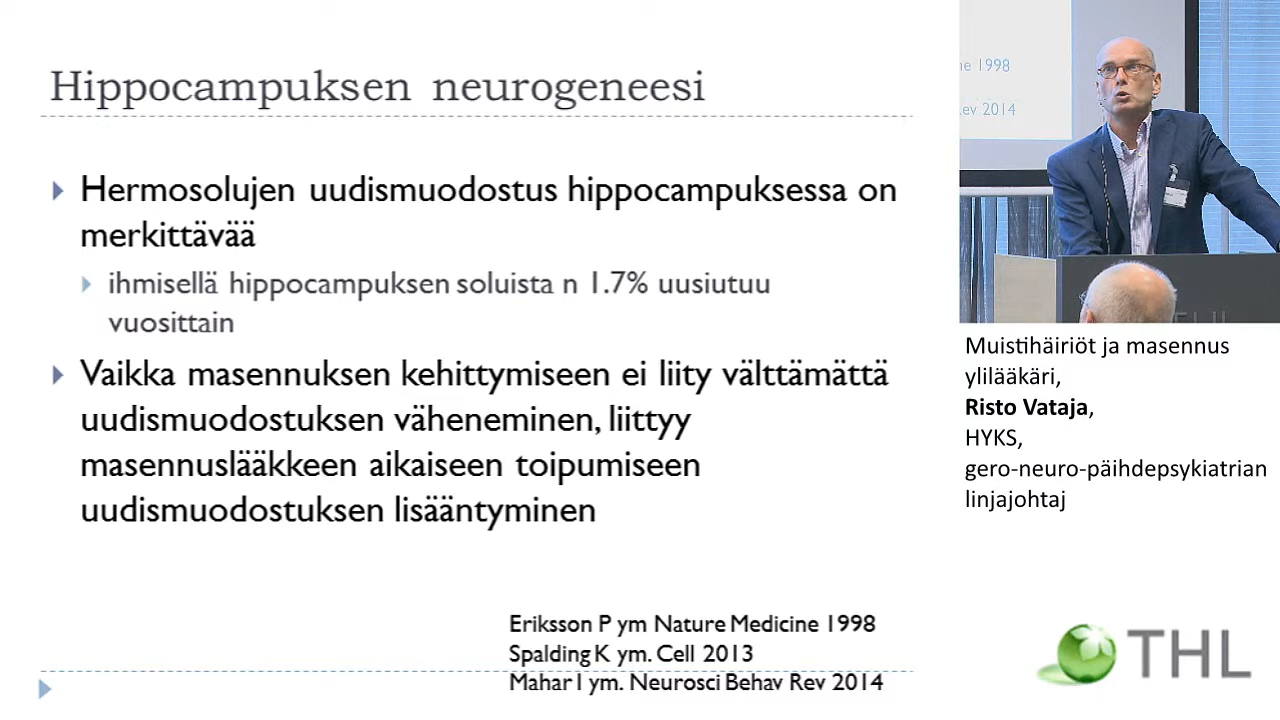 Hippocampuksen neurogeneesi
Hermosolujen uudismuodostus hippocampuksessa on
merkittävää
ihmisellä hippocampuksen soluista n 1.7% uusiutuu
vuosittain
Vaikka masennuksen kehittymiseen ei liity välttämättä
uudismuodostuksen väheneminen, liittyy
masennuslääkkeen aikaiseen toipumiseen
uudismuodostuksen lisääntyminen
Eriksson P ym Nature Medicine 1998
Spalding K ym. Cell 2013
Mahar I ym. Neurosci Behav Rev 2014
1998
Rev 2014
Muistihäiriöt ja masennus
ylilääkäri,
Risto Vataja,
HYKS,
gero-neuro-päihdepsykiatrian
linjajohtaj
THL